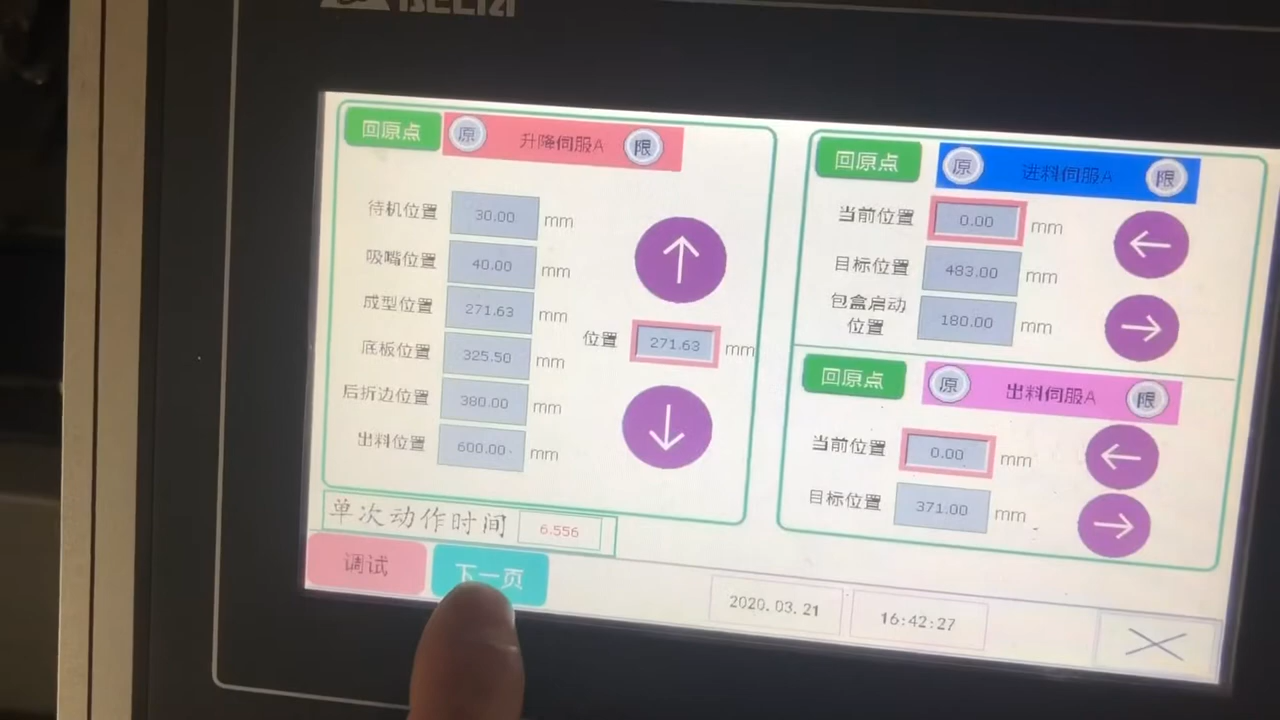 回原点 原 升降伺服A 限
待机位置 30.00 mm
吸嘴位置 40.00 mm
成型位置 271.63 mm
底板位置 325.50 mm
后折边位置 380.00 mm
出料位置 600.00 mm
位置 271.63 mm
单次动作时间 6.556
回原点 原 进料伺服A 限
当前位置 0.00 mm
目标位置 483.00 mm
包盒启动
位置 180.00 mm
回原点 原 出料伺服A 限
当前位置 0.00 mm
目标位置 371.00 mm
调试 下一页 2020.03.21 16:42:27